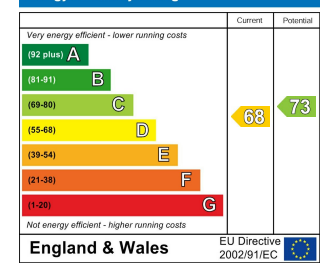 Current Potential
Very energy efficient - lower running costs
(92 plus) A
(81-91) B
(69-80) C
73
(55-68) D
68
(39-54) E
(21-38) F
(1-20) G
Not energy efficient - higher running costs
England & Wales
EU Directive
2002/91/EC